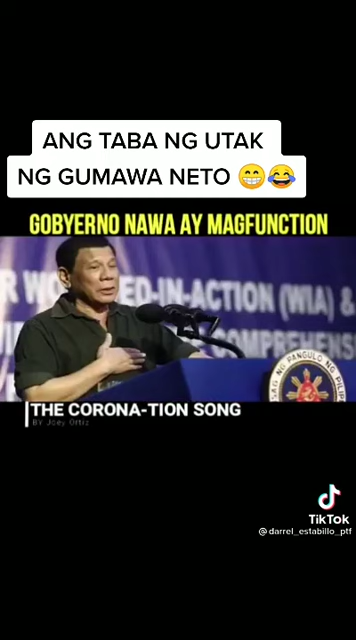 ANG TABA NG UTAK
NG GUMAWA NETO 😁😂
GOBYERNO NAWA AY MAGFUNCTION
ED-IN-ACTION (WIA) &
COMPREHENS
NG PANGULO NG PILIP
THE CORONA-TION SONG
BY Joey Ortiz
TikTok
@darrel_estabillo_ptf